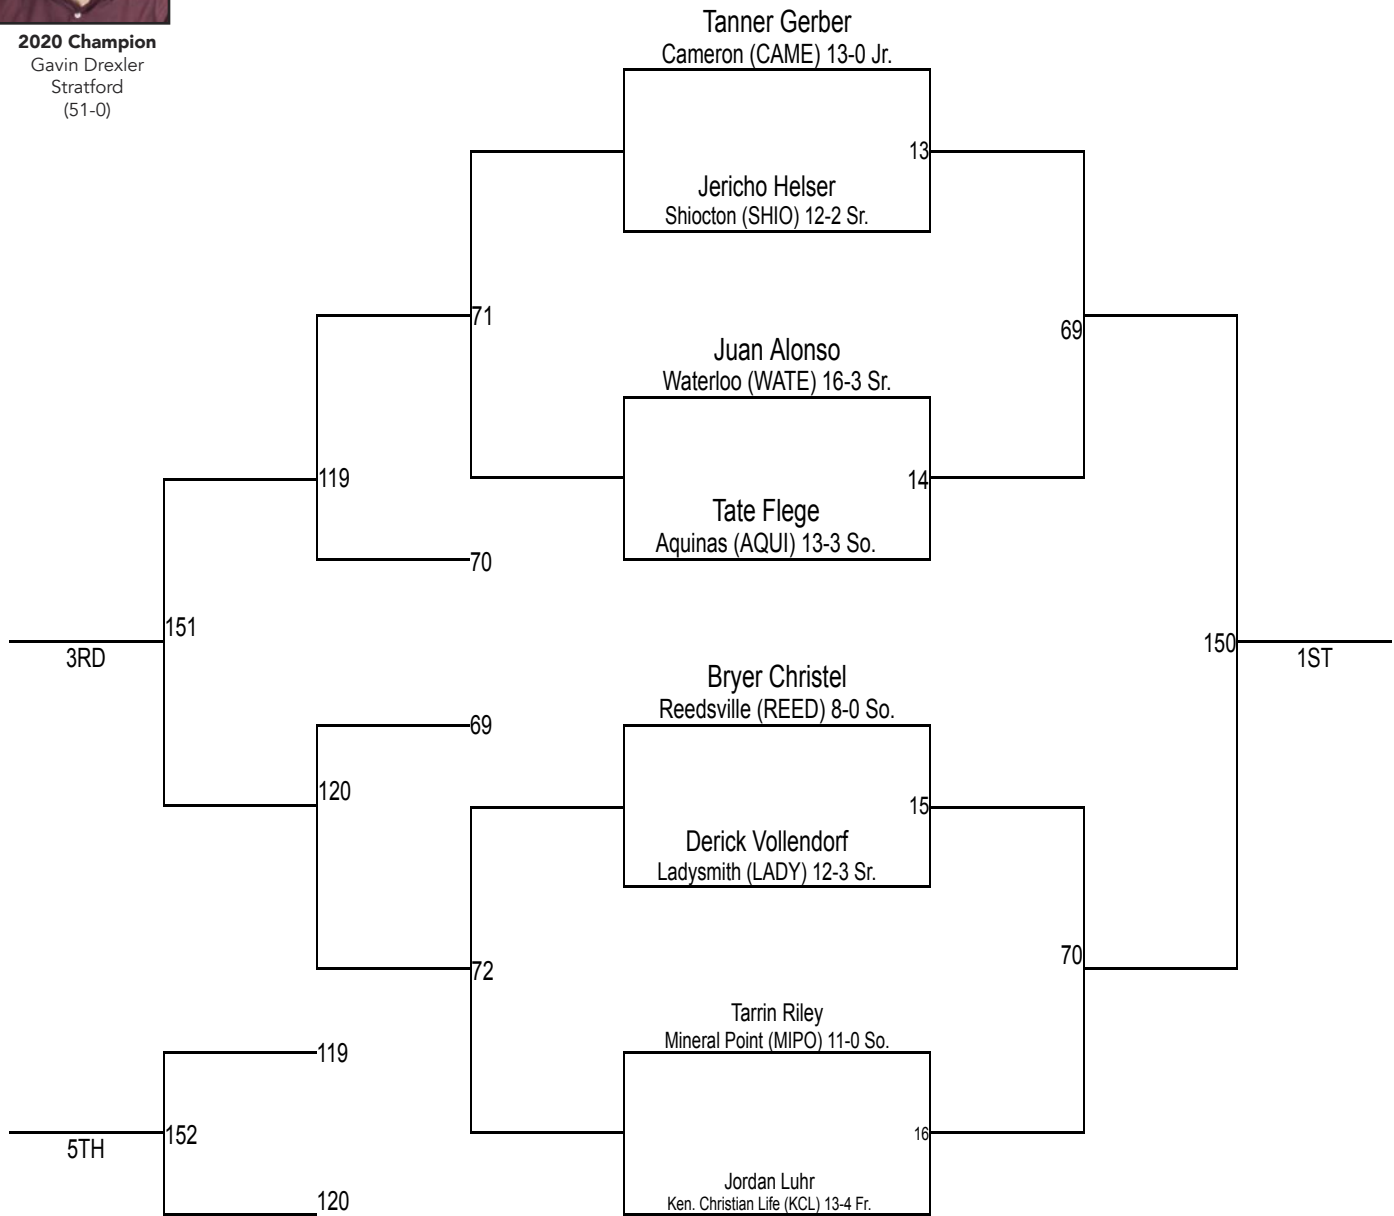 2020 Champion
Gavin Drexler
Stratford
(51-0)
Tanner Gerber
Cameron (CAME) 13-0 Jr.
13
Jericho Helser
Shiocton (SHIO) 12-2 Sr.
71
69
Juan Alonso
Waterloo (WATE) 16-3 Sr.
119
14
Tate Flege
Aquinas (AQUI) 13-3 So.
70
151
3RD
150
1ST
Bryer Christel
Reedsville (REED) 8-0 So.
69
120
15
Derick Vollendorf
Ladysmith (LADY) 12-3 Sr.
72
70
Tarrin Riley
Mineral Point (MIPO) 11-0 So.
119
152
5TH
16
Jordan Luhr
Ken. Christian Life (KCL) 13-4 Fr.
120